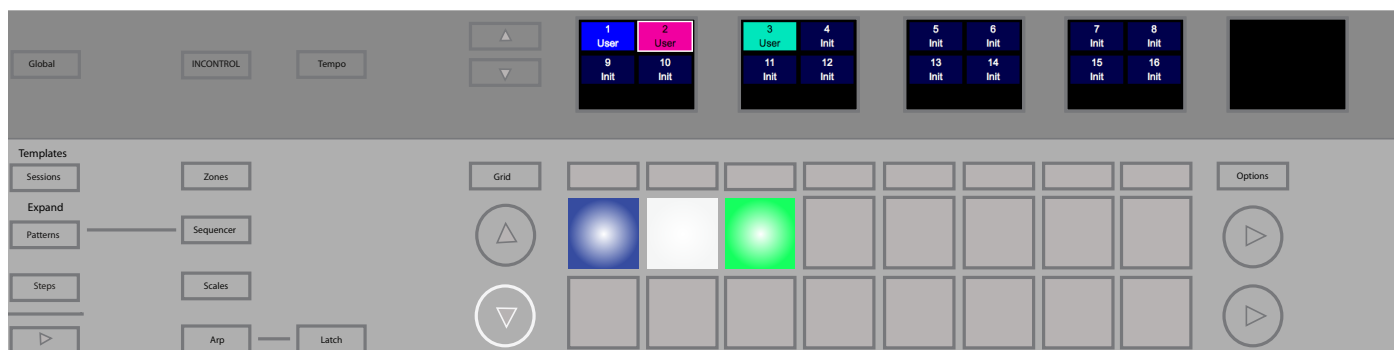 1 2 3 4 5 6 7 8
User User User Init Init Init Init Init
Global INCONTROL Tempo
9 10 11 12 13 14 15 16
Init Init Init Init Init Init Init Init
Templates
Sessions Zones Grid Options
Expand
Patterns Sequencer
Steps Scales
Arp Latch